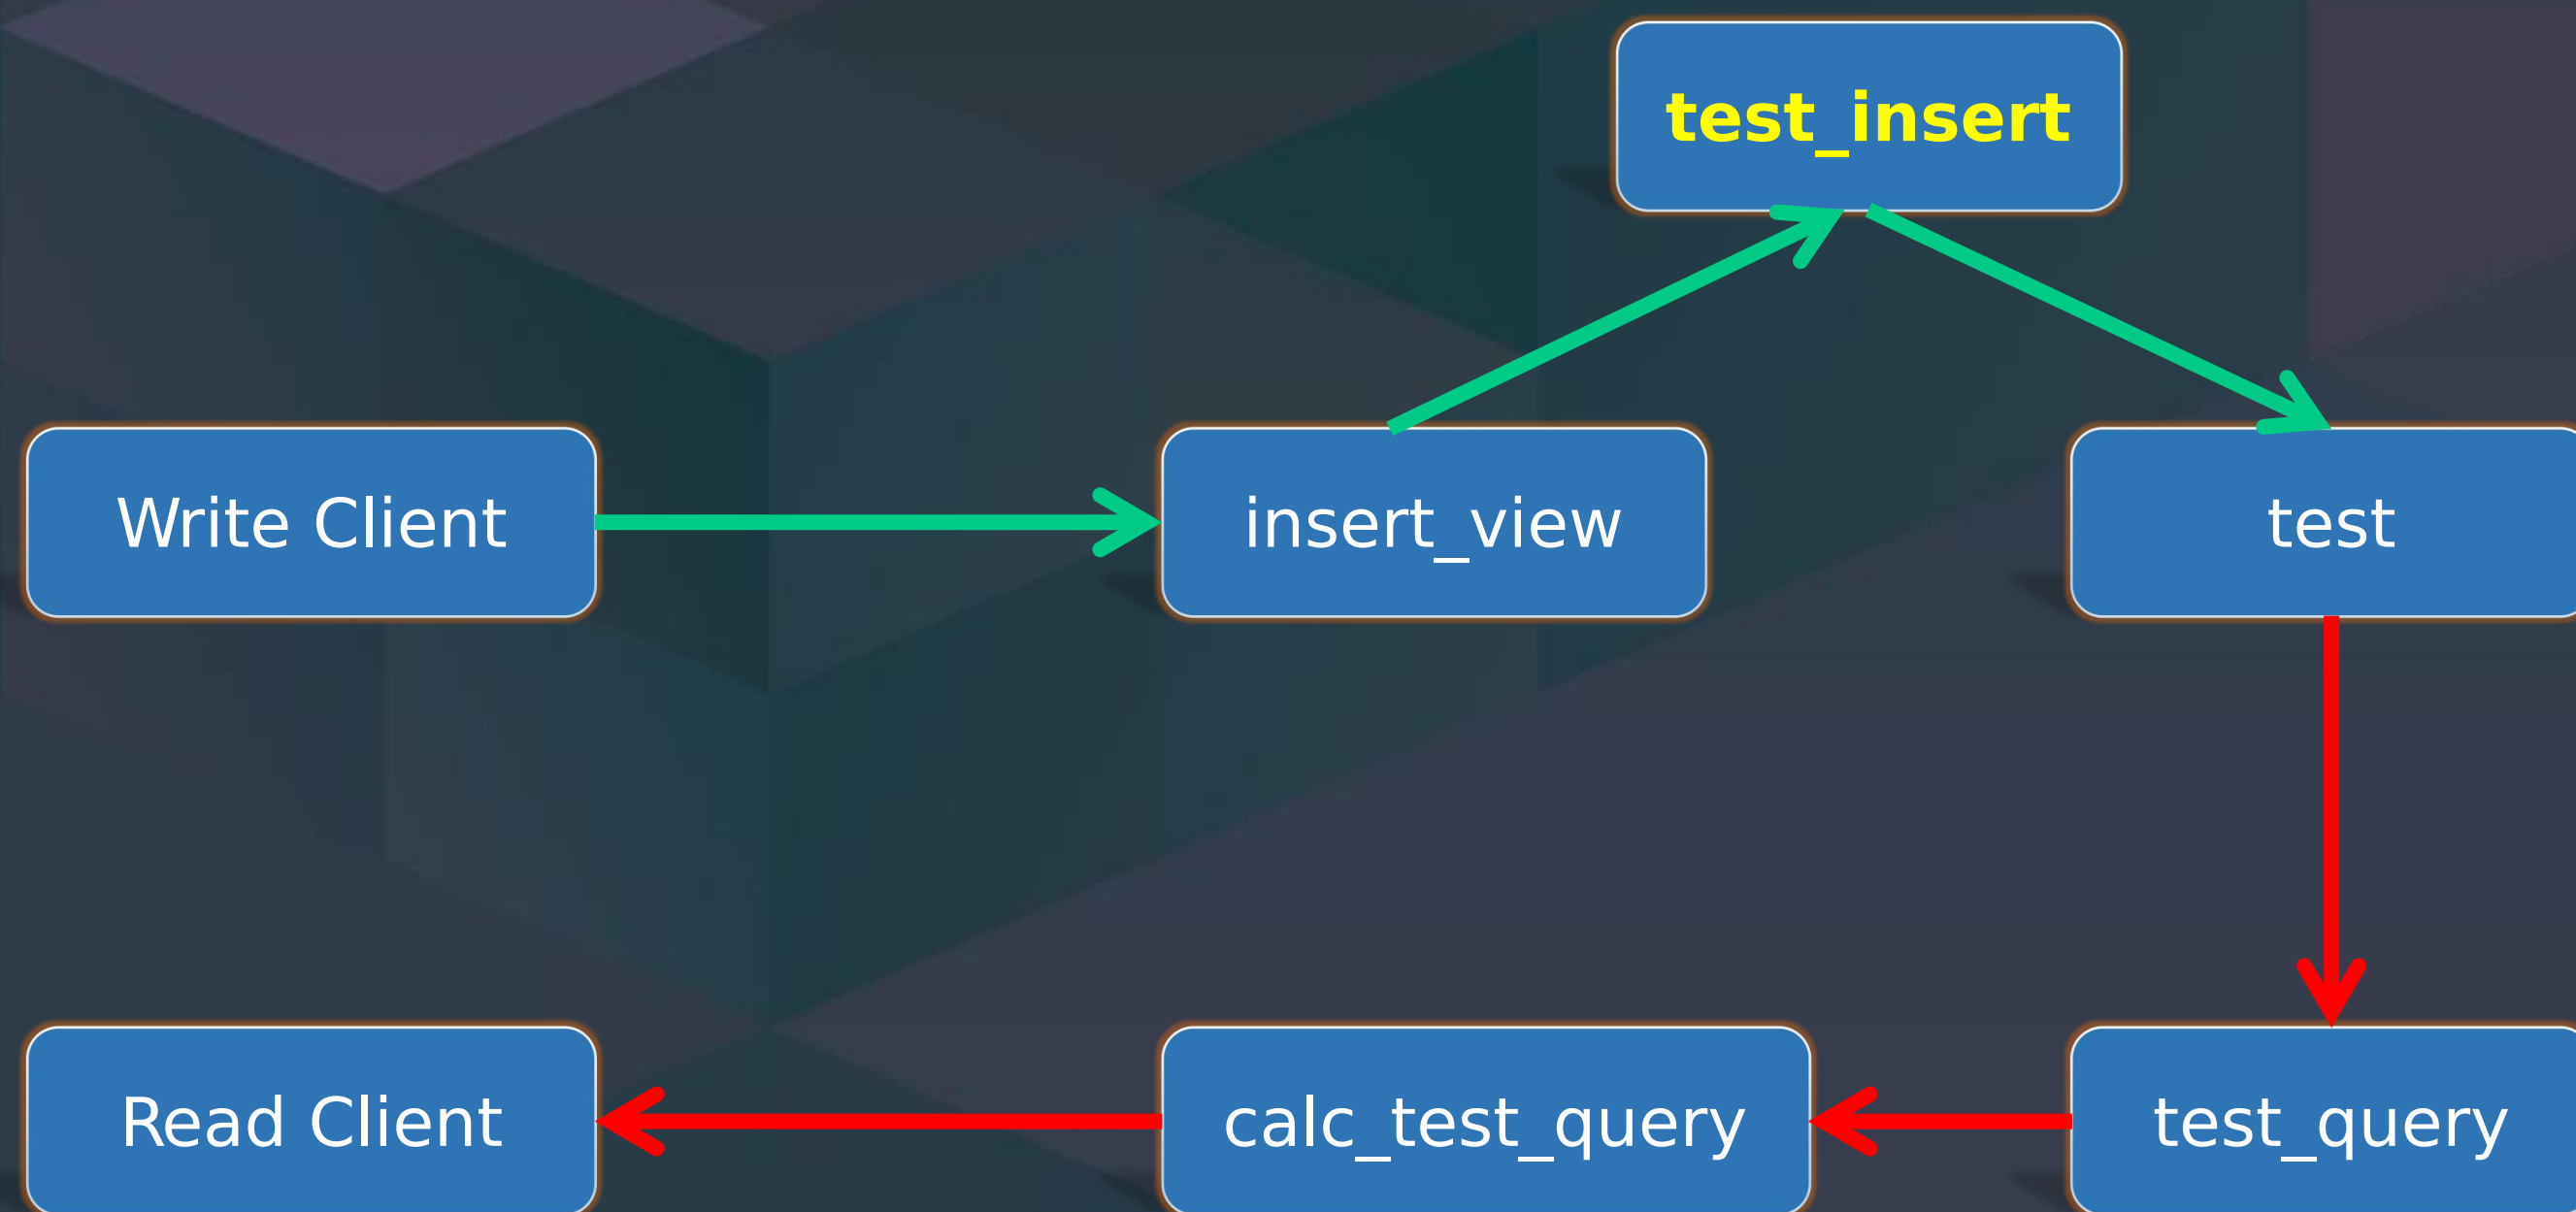 test_insert
Write Client
insert_view
test
Read Client
calc_test_query
test_query